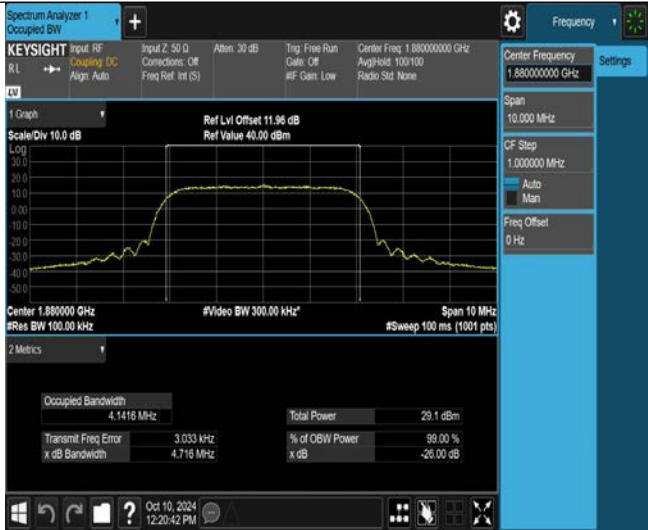 Spectrum Analyzer 1
Occupied BW
+
Frequency
KEYSIGHT
RL
Input: RF
Coupling: DC
Align: Auto
Input Z: 50 Ω
Corrections: Off
Freq Ref: Int (S)
Atten: 30 dB
Trig: Free Run
Gate: Off
#IF Gain: Low
Center Freq: 1.880000000 GHz
Avg|Hold: 100/100
Radio Std: None
Center Frequency
1.880000000 GHz
Settings
Span
10.000 MHz
CF Step
1.000000 MHz
Auto
Man
Freq Offset
0 Hz
1 Graph
Scale/Div 10.0 dB
Ref Lvl Offset 11.96 dB
Ref Value 40.00 dBm
Log
30.0
20.0
10.0
0.00
-10.0
-20.0
-30.0
-40.0
-50.0
Center 1.880000 GHz
#Res BW 100.00 kHz
#Video BW 300.00 kHz*
Span 10 MHz
#Sweep 100 ms (1001 pts)
2 Metrics
Occupied Bandwidth
4.1416 MHz
Total Power 29.1 dBm
Transmit Freq Error 3.033 kHz
% of OBW Power 99.00 %
x dB Bandwidth 4.716 MHz
x dB -26.00 dB
?
Oct 10, 2024
12:20:42 PM